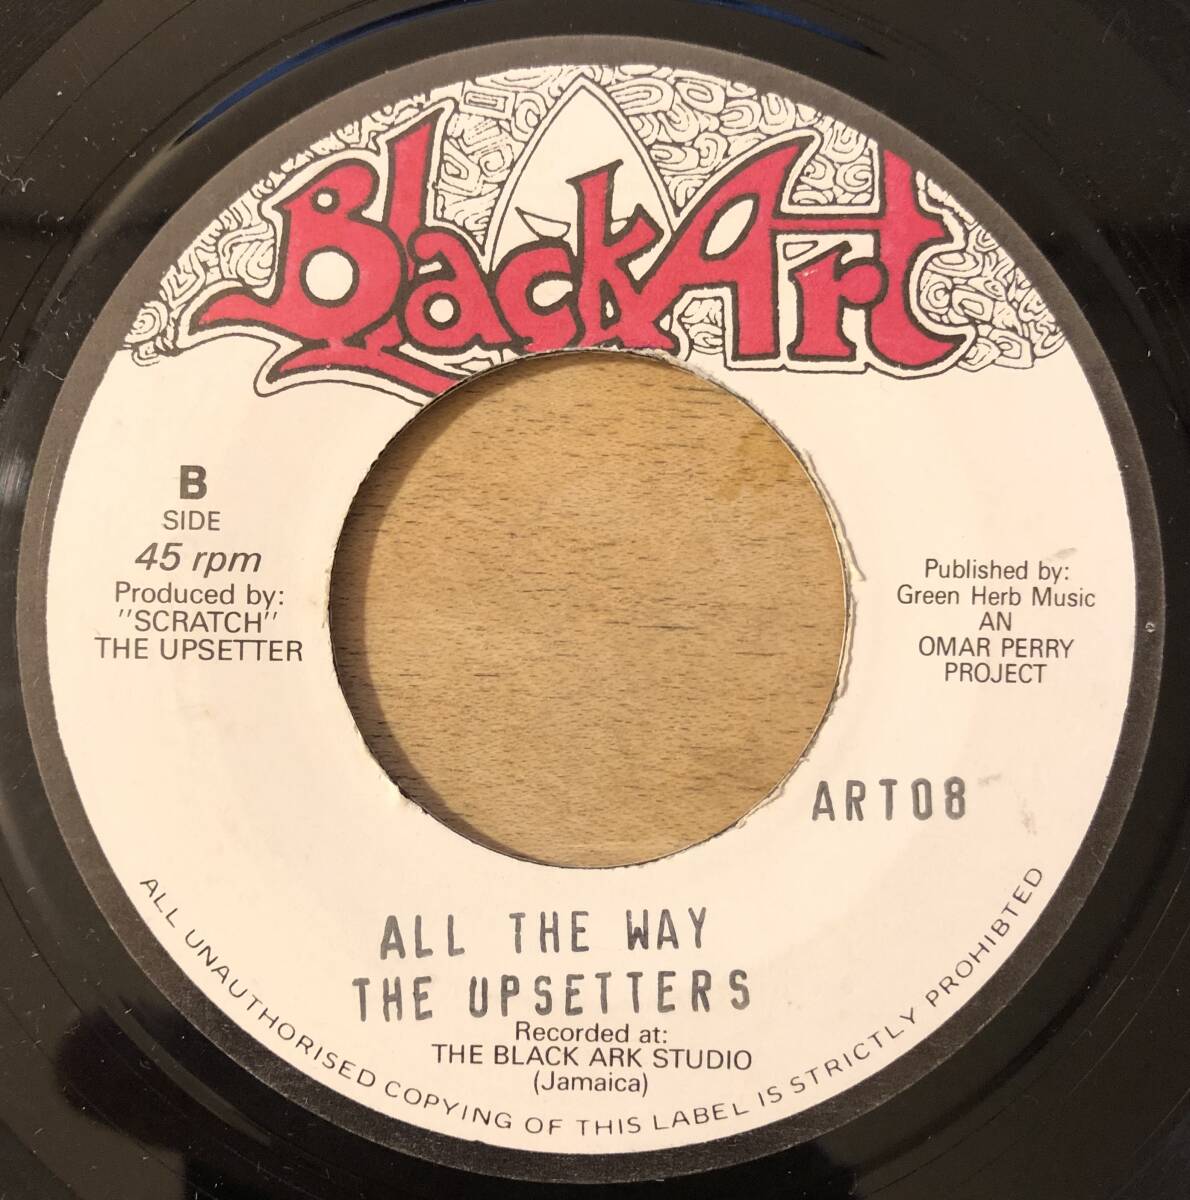 Black Art
B
SIDE
45 rpm
Produced by:
"SCRATCH"
THE UPSETTER
Published by:
Green Herb Music
AN
OMAR PERRY
PROJECT
ART08
ALL THE WAY
THE UPSETTERS
Recorded at:
THE BLACK ARK STUDIO
(Jamaica)
ALL UNAUTHORISED COPYING OF THIS LABEL IS STRICTLY PROHIBTED